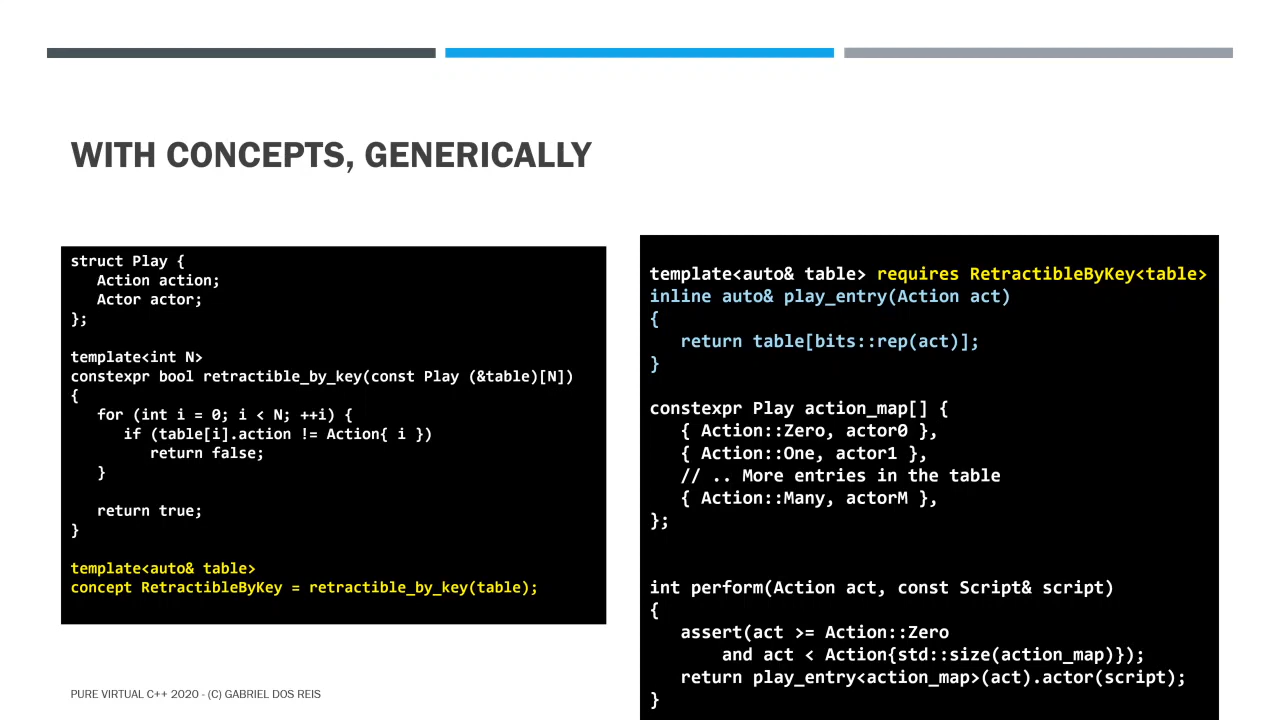 WITH CONCEPTS, GENERICALLY
struct Play {
   Action action;
   Actor actor;
};
template<int N>
constexpr bool retractible_by_key(const Play (&table)[N])
{
   for (int i = 0; i < N; ++i) {
      if (table[i].action != Action{ i })
         return false;
   }
   return true;
}
template<auto& table>
concept RetractibleByKey = retractible_by_key(table);
template<auto& table> requires RetractibleByKey<table>
inline auto& play_entry(Action act)
{
   return table[bits::rep(act)];
}
constexpr Play action_map[] {
   { Action::Zero, actor0 },
   { Action::One, actor1 },
   // .. More entries in the table
   { Action::Many, actorM },
};
int perform(Action act, const Script& script)
{
   assert(act >= Action::Zero
       and act < Action{std::size(action_map)});
   return play_entry<action_map>(act).actor(script);
}
PURE VIRTUAL C++ 2020 - (C) GABRIEL DOS REIS